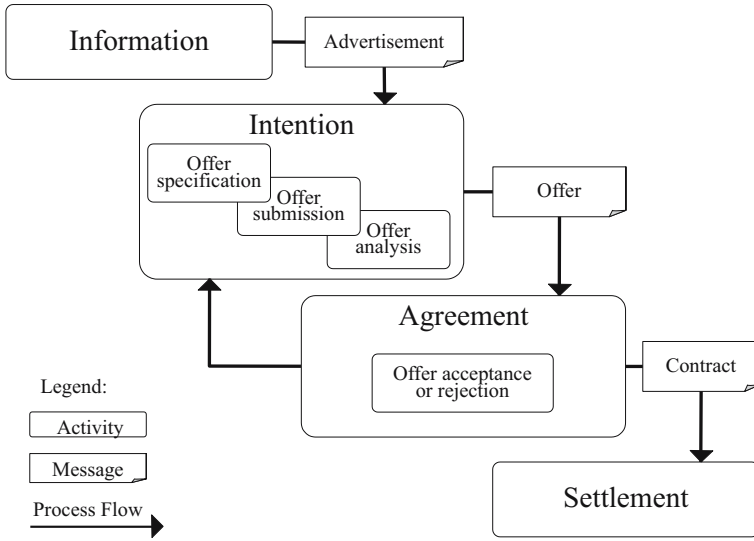 Information
Advertisement
Intention
Offer
specification
Offer
submission
Offer
analysis
Offer
Agreement
Offer acceptance
or rejection
Contract
Settlement
Legend:
Activity
Message
Process Flow